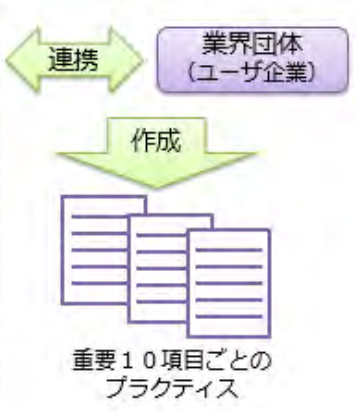 連携
業界団体
（ユーザ企業）
作成
重要１０項目ごとの
プラクティス